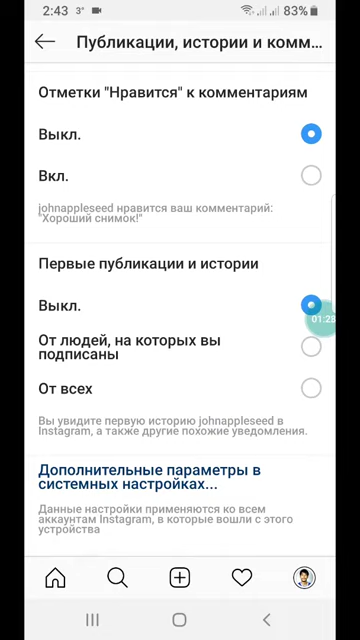 2:43 3° 83%
Публикации, истории и комм...
Отметки "Нравится" к комментариям
Выкл.
Вкл.
johnappleseed нравится ваш комментарий:
"Хороший снимок!"
Первые публикации и истории
Выкл.
01:28
От людей, на которых вы
подписаны
От всех
Вы увидите первую историю johnappleseed в
Instagram, а также другие похожие уведомления.
Дополнительные параметры в
системных настройках...
Данные настройки применяются ко всем
аккаунтам Instagram, в которые вошли с этого
устройства